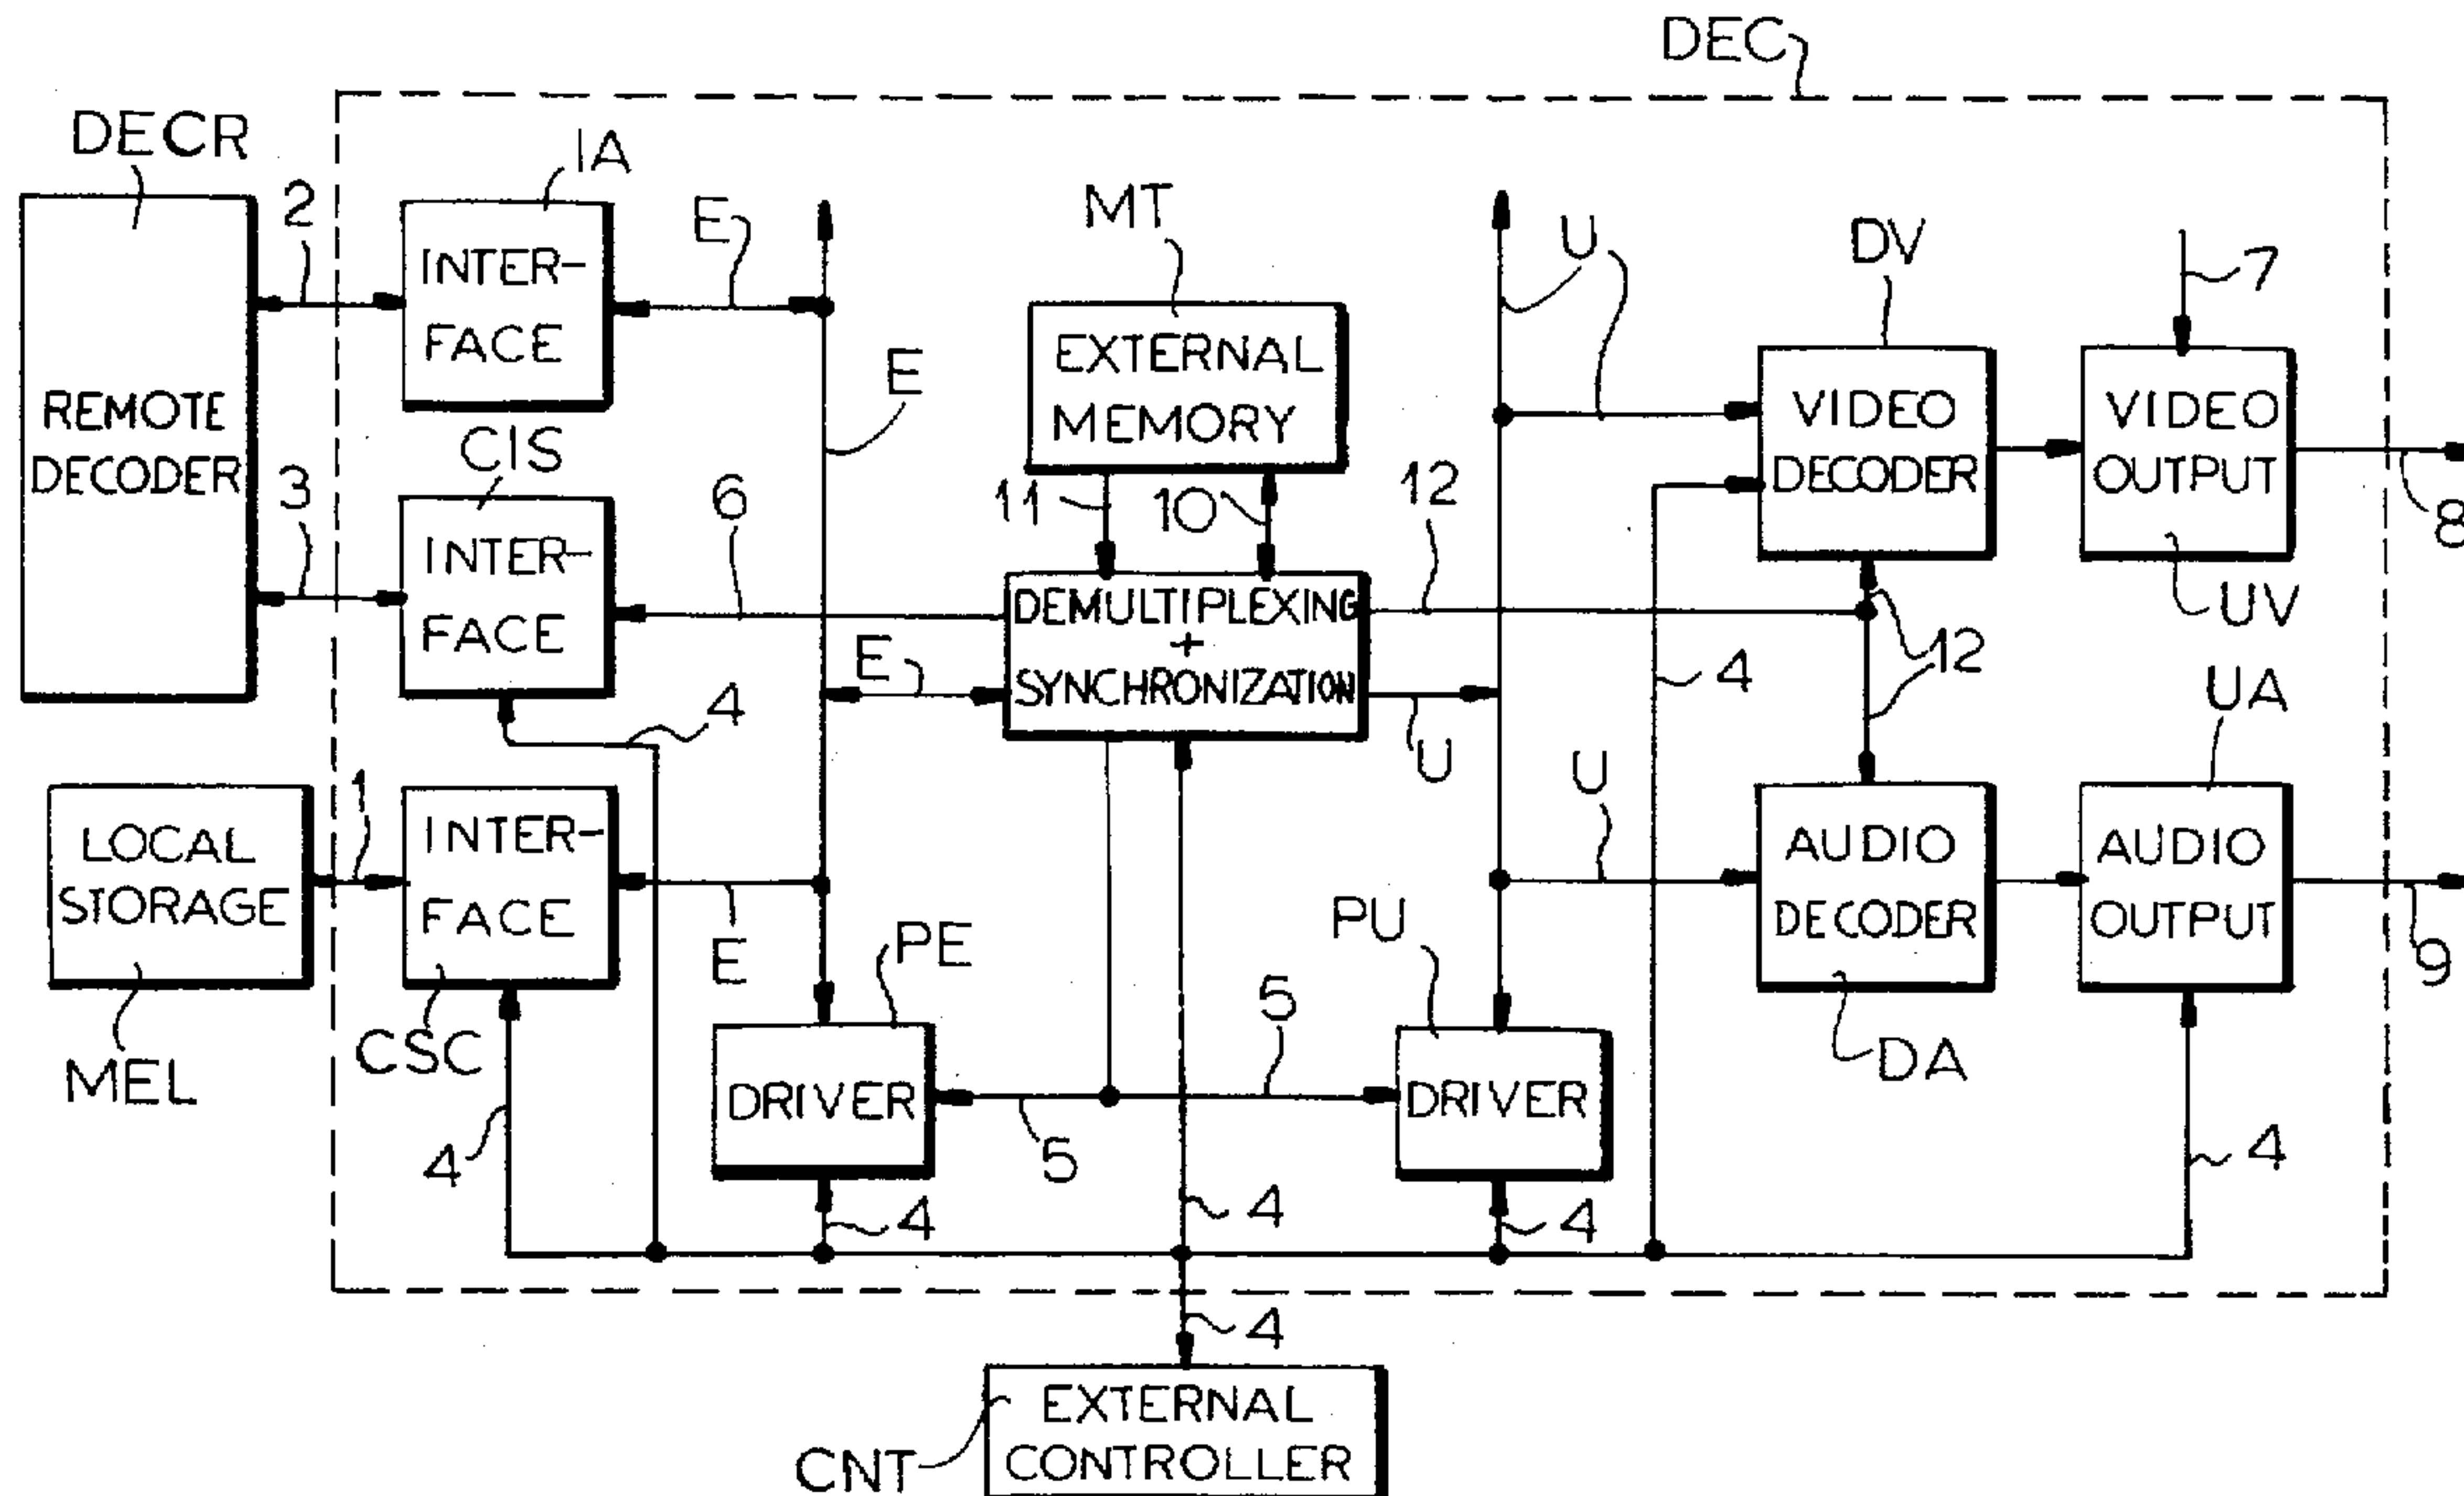 DEC
DECR
IA
2
E
MT
U
DV
7
INTER-
FACE
E
EXTERNAL
MEMORY
VIDEO
DECODER
VIDEO
OUTPUT
REMOTE
DECODER
CIS
3
6
11
10
12
8
INTER-
FACE
DEMULTIPLEXING
+
SYNCHRONIZATION
E
UV
12
4
4
U
UA
1
U
LOCAL
STORAGE
INTER-
FACE
AUDIO
DECODER
AUDIO
OUTPUT
E
PE
PU
9
MEL
CSC
5
DA
DRIVER
DRIVER
4
5
4
4
4
4
4
EXTERNAL
CONTROLLER
CNT